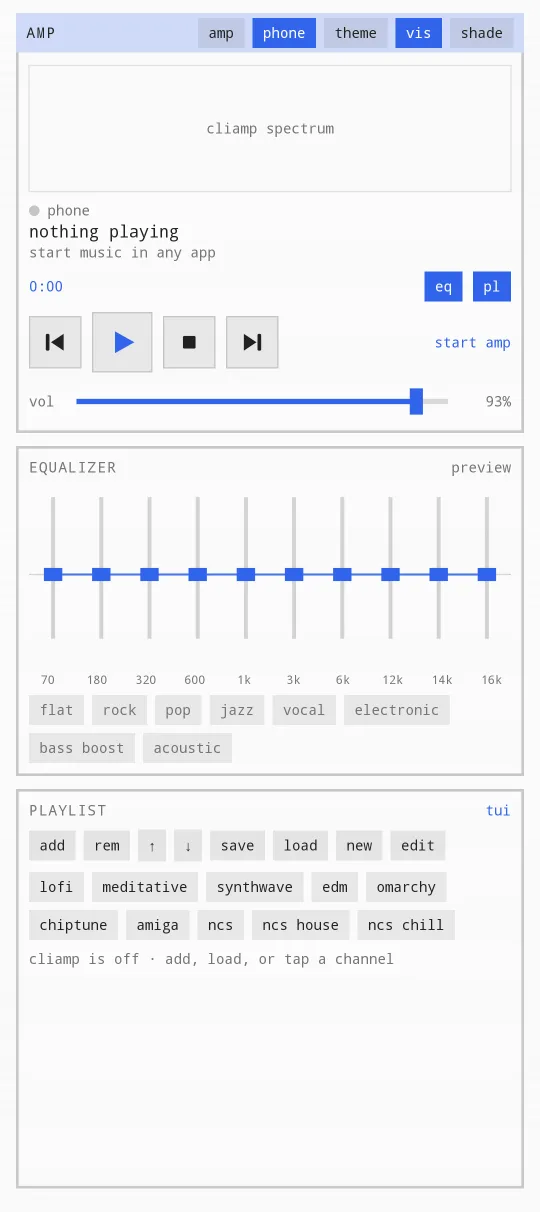 AMP amp phone theme vis shade
cliamp spectrum
phone
nothing playing
start music in any app
0:00 eq pl
start amp
vol 93%
EQUALIZER preview
70 180 320 600 1k 3k 6k 12k 14k 16k
flat rock pop jazz vocal electronic
bass boost acoustic
PLAYLIST tui
add rem ↑ ↓ save load new edit
lofi meditative synthwave edm omarchy
chiptune amiga ncs ncs house ncs chill
cliamp is off · add, load, or tap a channel